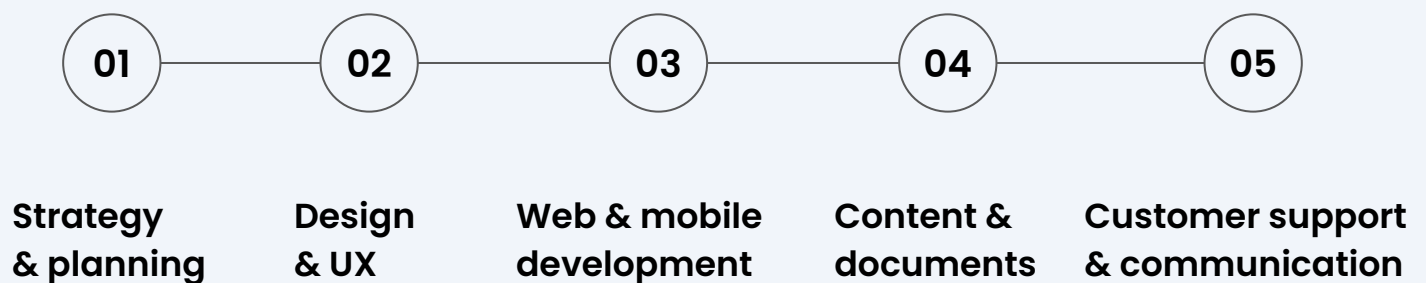 01
02
03
04
05
Strategy
& planning
Design
& UX
Web & mobile
development
Content &
documents
Customer support
& communication